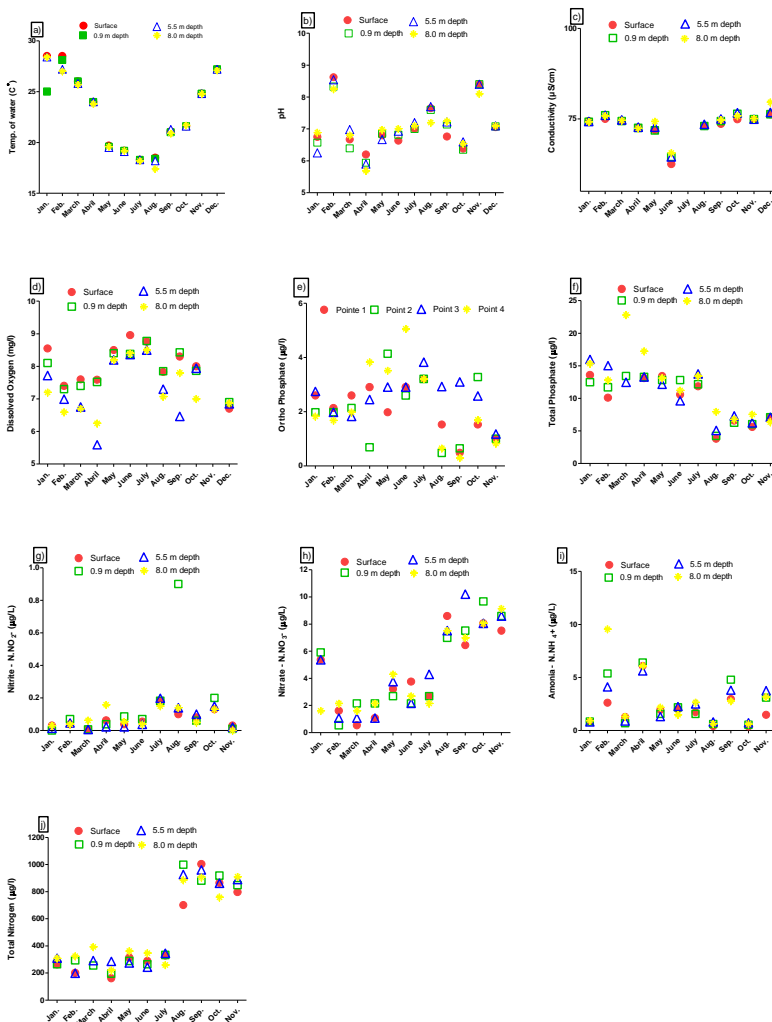 a)
Surface
0.9 m depth
5.5 m depth
8.0 m depth
Temp. of water (C°)
30
25
20
15
Jan. Feb. March Abril May June July Aug. Sep. Oct. Nov. Dec.
b)
Surface
0.9 m depth
5.5 m depth
8.0 m depth
pH
10
9
8
7
6
5
Jan. Feb. March Abril May June July Aug. Sep. Oct. Nov. Dec.
c)
Surface
0.9 m depth
5.5 m depth
8.0 m depth
Conductivity (µS/cm)
75
Jan. Feb. March Abril May June July Aug. Sep. Oct. Nov. Dec.
d)
Surface
0.9 m depth
5.5 m depth
8.0 m depth
Dissolved Oxygen (mg/l)
10
9
8
7
6
5
Jan. Feb. March Abril May June July Aug. Sep. Oct. Nov. Dec.
e)
Pointe 1 Point 2 Point 3 Point 4
Ortho Phosphate (µg/l)
6
4
2
0
Jan. Feb. March Abril May June July Aug. Sep. Oct. Nov.
f)
Surface
0.9 m depth
5.5 m depth
8.0 m depth
Total Phosphate (µg/l)
25
20
15
10
5
0
Jan. Feb. March Abril May June July Aug. Sep. Oct. Nov.
g)
Surface
0.9 m depth
5.5 m depth
8.0 m depth
Nitrite - N.NO2- (µg/L)
1.0
0.8
0.6
0.4
0.2
0.0
Jan. Feb. March Abril May June July Aug. Sep. Oct. Nov.
h)
Surface
0.9 m depth
5.5 m depth
8.0 m depth
Nitrate - N.NO3- (µg/L)
14
12
10
8
6
4
2
0
Jan. Feb. March Abril May June July Aug. Sep. Oct. Nov.
i)
Surface
0.9 m depth
5.5 m depth
8.0 m depth
Amonia - N.NH 4+ (µg/L)
15
10
5
0
Jan. Feb. March Abril May June July Aug. Sep. Oct. Nov.
j)
Surface
0.9 m depth
5.5 m depth
8.0 m depth
Total Nitrogen (µg/l)
1200
1000
800
600
400
200
0
Jan. Feb. March Abril May June July Aug. Sep. Oct. Nov.